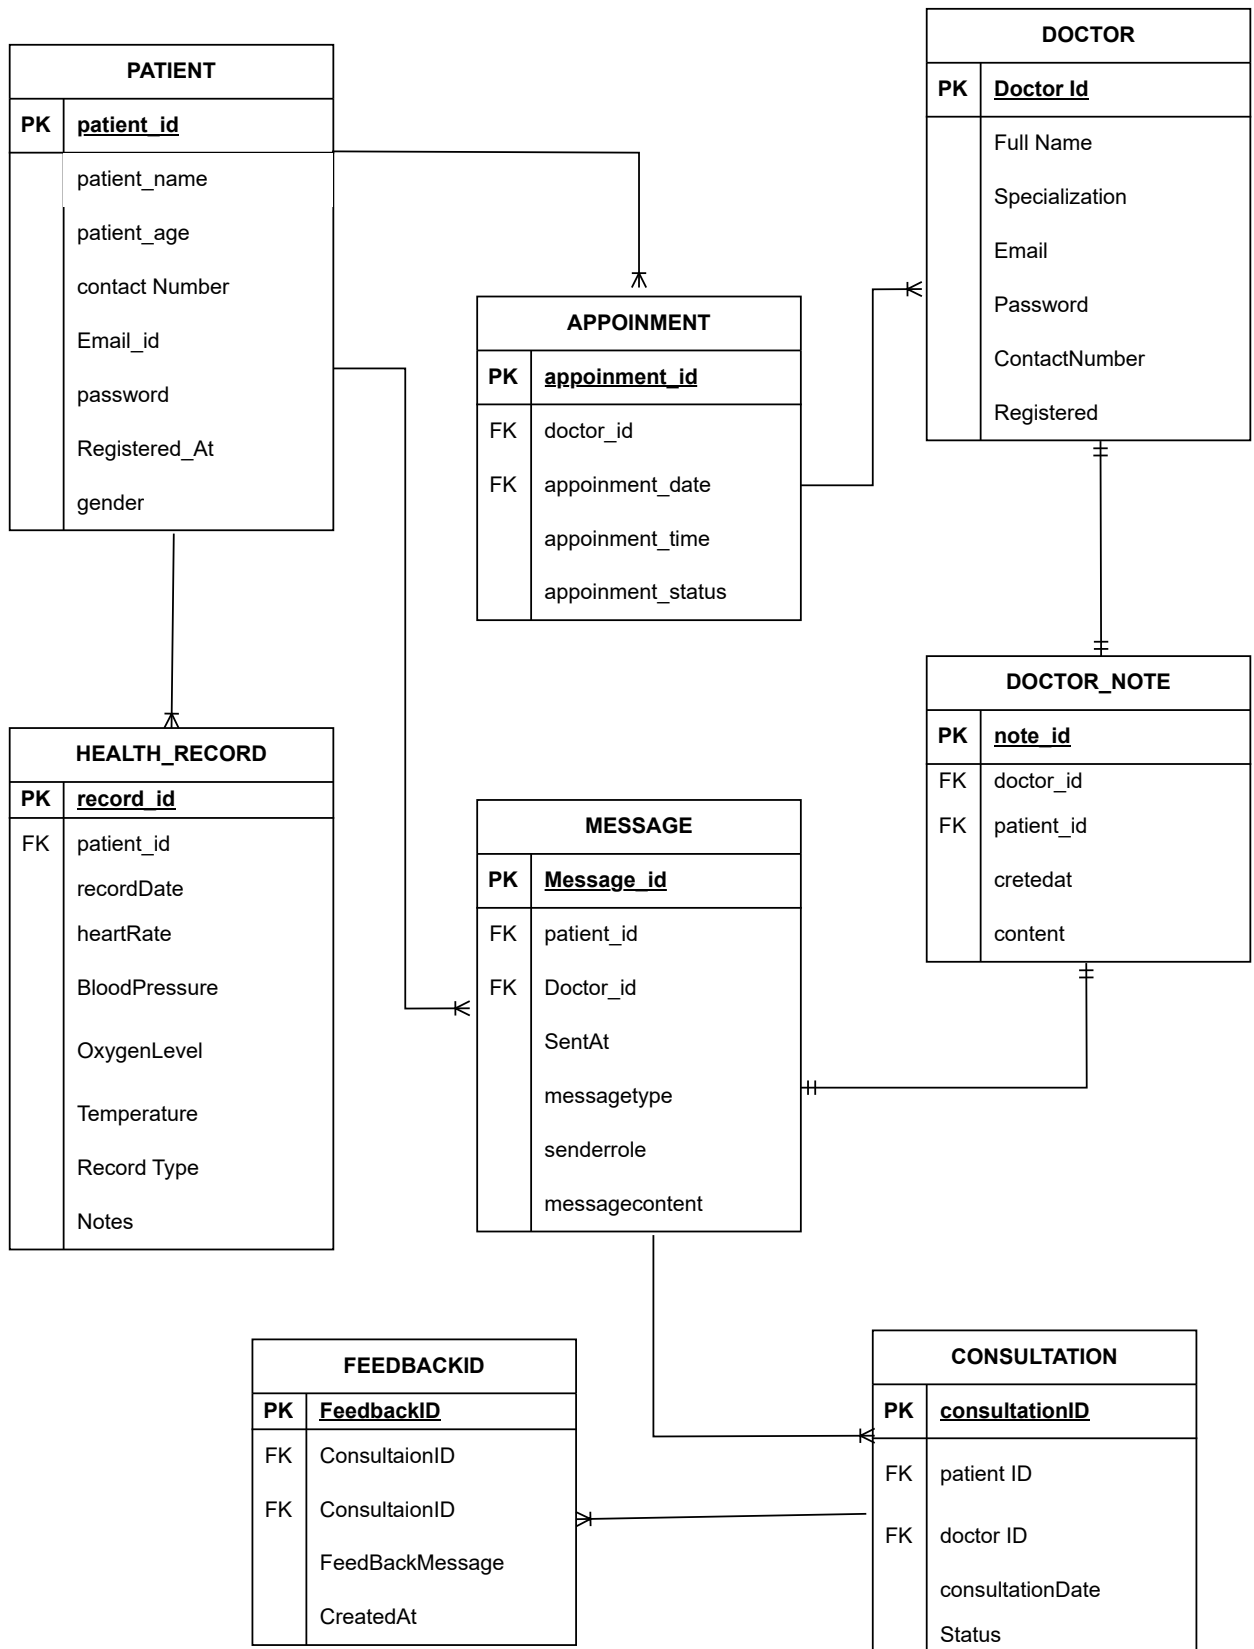 PATIENT
PK patient_id
patient_name
patient_age
contact Number
Email_id
password
Registered_At
gender
DOCTOR
PK Doctor Id
Full Name
Specialization
Email
Password
ContactNumber
Registered
APPOINMENT
PK appoinment_id
FK doctor_id
FK appoinment_date
appoinment_time
appoinment_status
DOCTOR_NOTE
PK note_id
FK doctor_id
FK patient_id
cretedat
content
HEALTH_RECORD
PK record_id
FK patient_id
recordDate
heartRate
BloodPressure
OxygenLevel
Temperature
Record Type
Notes
MESSAGE
PK Message_id
FK patient_id
FK Doctor_id
SentAt
messagetype
senderrole
messagecontent
FEEDBACKID
PK FeedbackID
FK ConsultaionID
FK ConsultaionID
FeedBackMessage
CreatedAt
CONSULTATION
PK consultationID
FK patient ID
FK doctor ID
consultationDate
Status